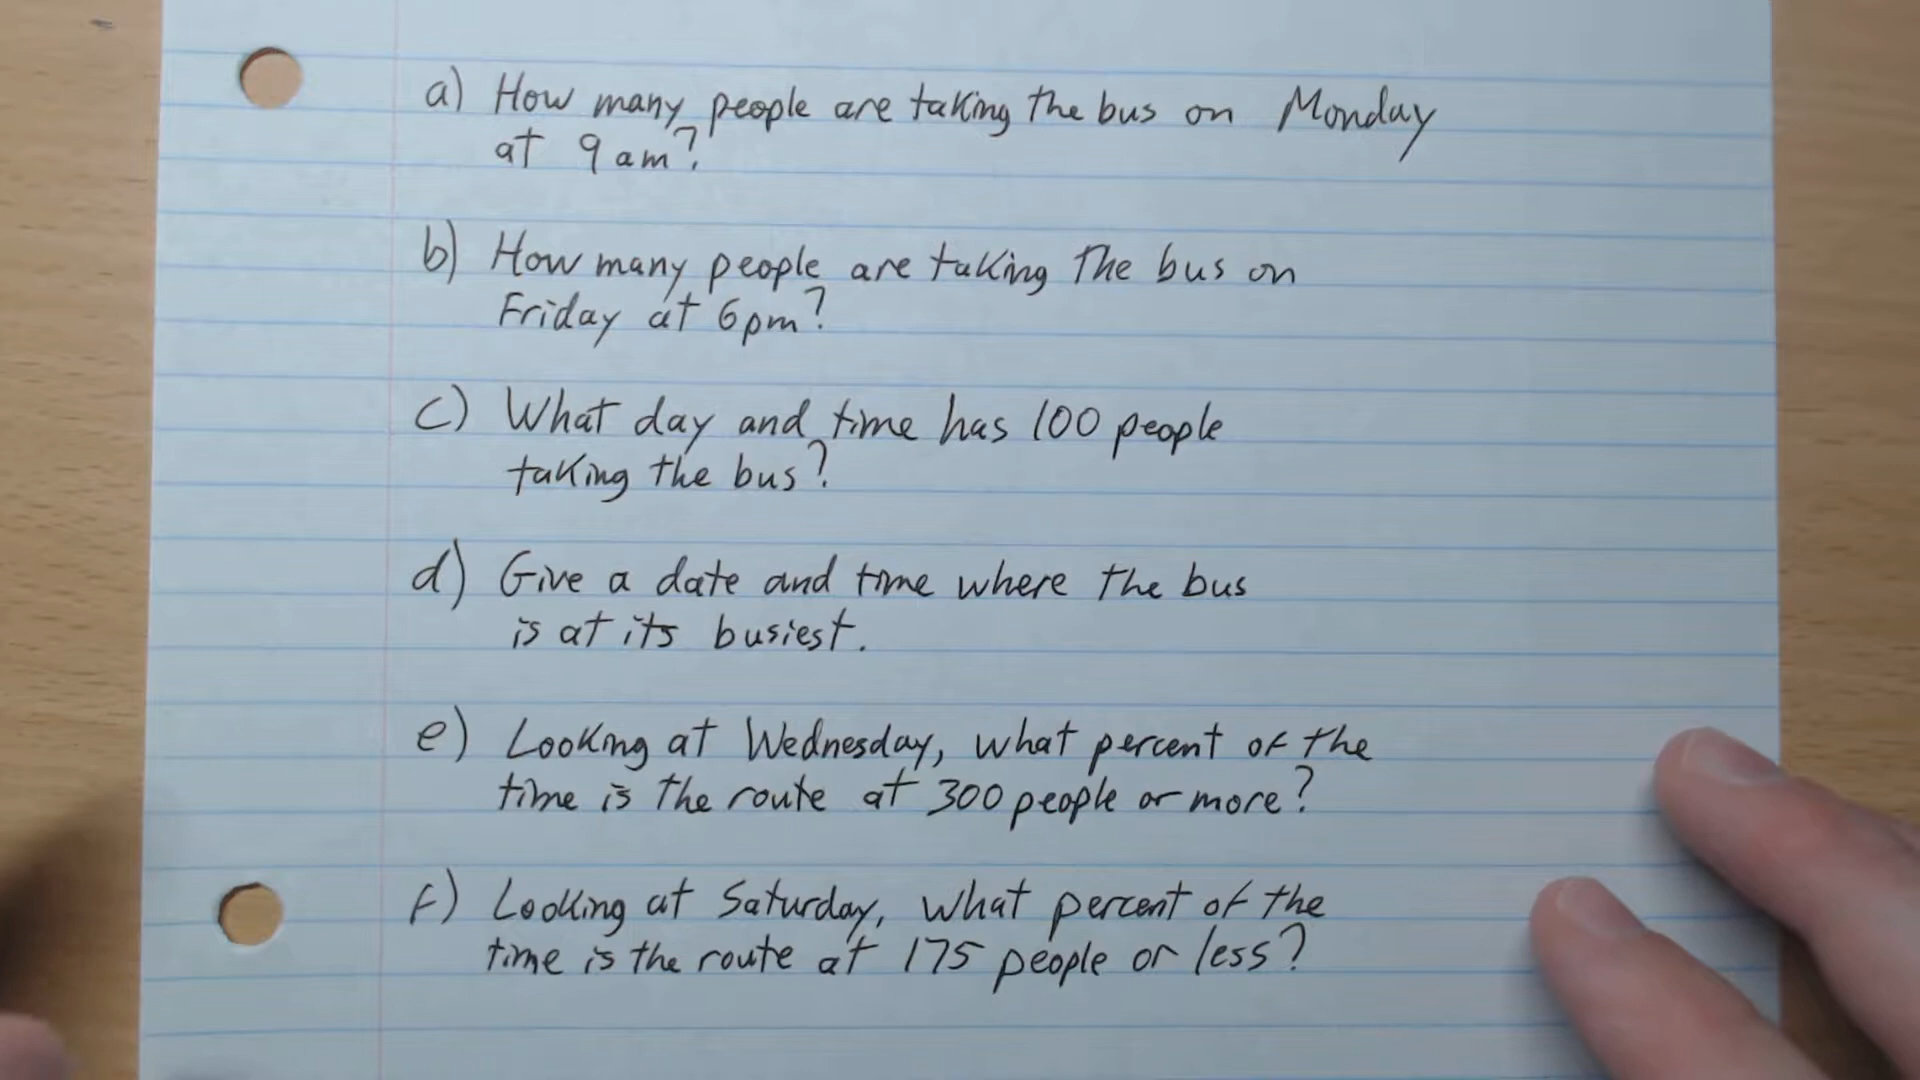 a) How many people are taking the bus on Monday
at 9 am?
b) How many people are taking the bus on
Friday at 6pm?
c) What day and time has 100 people
taking the bus?
d) Give a date and time where the bus
is at its busiest.
e) Looking at Wednesday, what percent of the
time is the route at 300 people or more?
f) Looking at Saturday, what percent of the
time is the route at 175 people or less?